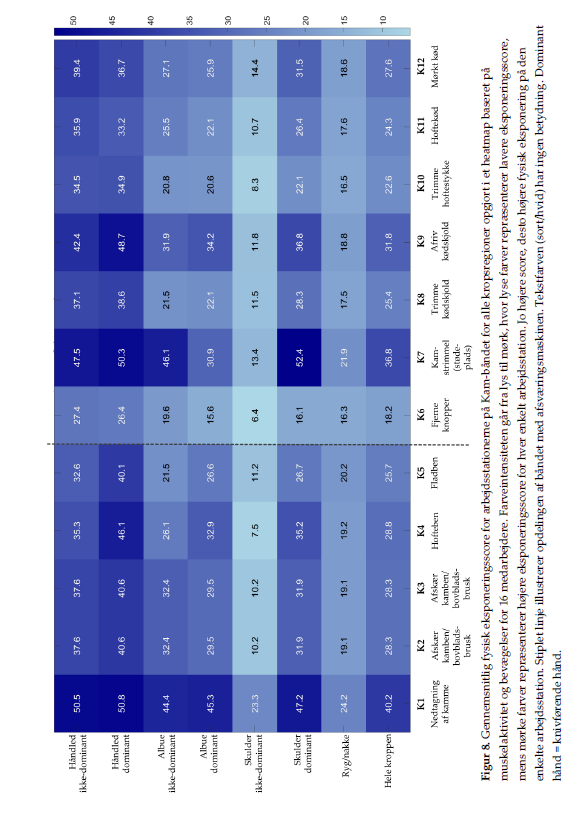 50
45
40
35
30
25
20
15
10
Håndled
ikke-dominant
50.5
37.6
37.6
35.3
32.6
27.4
47.5
37.1
42.4
34.5
35.9
39.4
Håndled
dominant
50.8
40.6
40.6
46.1
40.1
26.4
50.3
38.6
48.7
34.9
33.2
36.7
Albue
ikke-dominant
44.4
32.4
32.4
26.1
21.5
19.6
46.1
21.5
31.9
20.8
25.5
27.1
Albue
dominant
45.3
29.5
29.5
32.9
26.6
15.6
30.9
22.1
34.2
20.6
22.1
25.9
Skulder
ikke-dominant
23.3
10.2
10.2
7.5
11.2
6.4
13.4
11.5
11.8
8.3
10.7
14.4
Skulder
dominant
47.2
31.9
31.9
35.2
26.7
16.1
52.4
28.3
36.8
22.1
26.4
31.5
Ryg/nakke
24.2
19.1
19.1
19.2
20.2
16.3
21.9
17.5
18.8
16.5
17.6
18.6
Hele kroppen
40.2
28.3
28.3
28.8
25.7
18.2
36.8
25.4
31.8
22.6
24.3
27.6
K1
Nedtagning
af kamme
K2
Afskær
kamben/
bovblads-
brusk
K3
Afskær
kamben/
bovblads-
brusk
K4
Hofteben
K5
Fladben
K6
Fjerne
knopper
K7
Kam-
strimmel
(støde-
plads)
K8
Trimme
kødskjold
K9
Afriv
kødskjold
K10
Trimme
hoftestykke
K11
Hoftekød
K12
Mørkt kød
Figur 8. Gennemsnitlig fysisk eksponeringsscore for arbejdsstationerne på Kam-båndet for alle kropsregioner opgjort i et heatmap baseret på
muskelaktivitet og bevægelser for 16 medarbejdere. Farveintensiteten går fra lys til mørk, hvor lyse farver repræsenterer lavere eksponeringsscore,
mens mørke farver repræsenterer højere eksponeringsscore for hver enkelt arbejdsstation. Jo højere score, desto højere fysisk eksponering på den
enkelte arbejdsstation. Stiplet linje illustrerer opdelingen af båndet med afsværingsmaskinen. Tekstfarven (sort/hvid) har ingen betydning. Dominant
hånd = knivførende hånd.